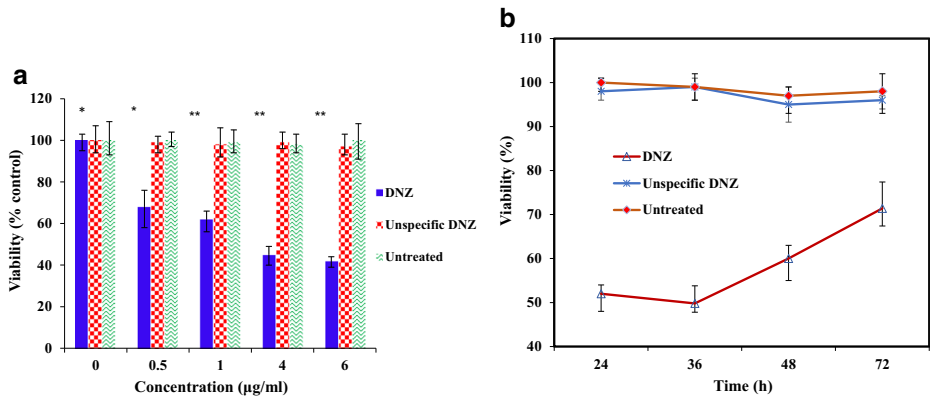 a
120
100
80
60
40
20
0
Viability (% control)
* * ** ** **
0 0.5 1 4 6
Concentration (µg/ml)
DNZ
Unspecific DNZ
Untreated
b
110
100
90
80
70
60
50
40
Viability (%)
DNZ
Unspecific DNZ
Untreated
24 36 48 72
Time (h)